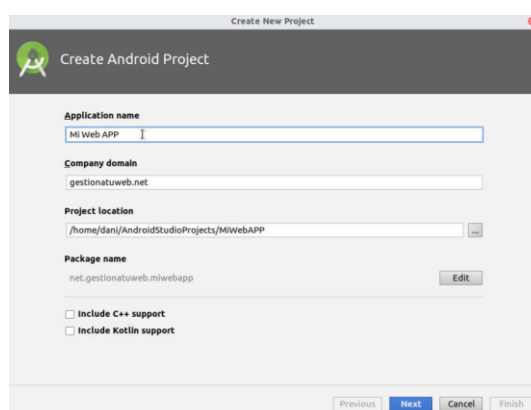 Create New Project
Create Android Project
Application name
Mi Web APP
Company domain
gestionatuweb.net
Project location
/home/dani/AndroidStudioProjects/MiWebAPP
...
Package name
net.gestionatuweb.miwebapp
Edit
Include C++ support
Include Kotlin support
Previous Next Cancel Finish